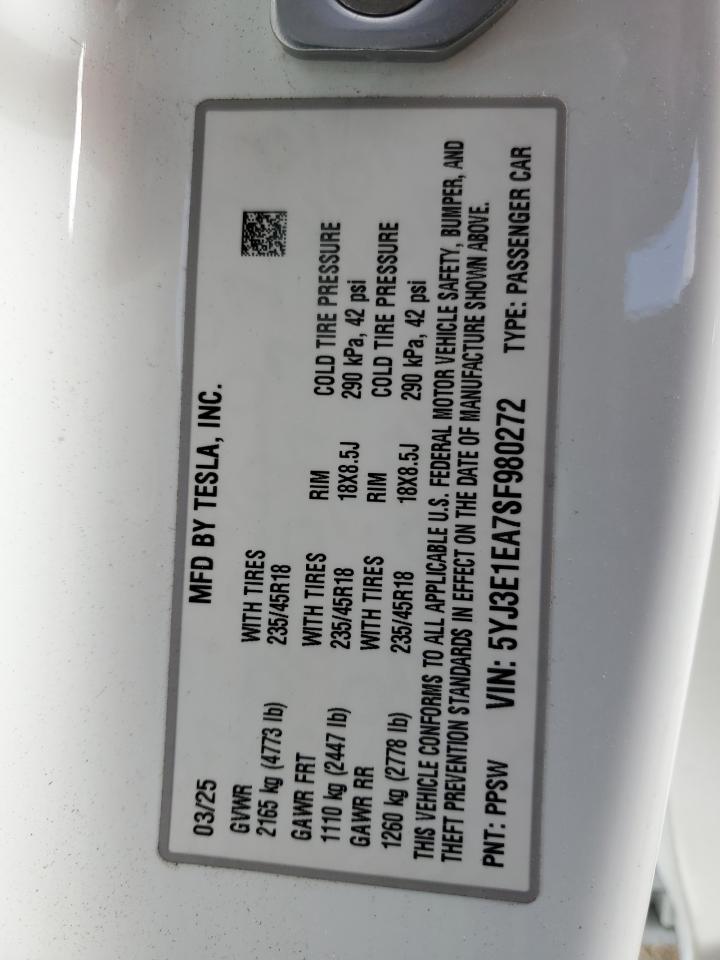 03/25 MFD BY TESLA, INC.
GVWR WITH TIRES
2165 kg (4773 lb) 235/45R18
GAWR FRT WITH TIRES RIM COLD TIRE PRESSURE
1110 kg (2447 lb) 235/45R18 18X8.5J 290 kPa, 42 psi
GAWR RR WITH TIRES RIM COLD TIRE PRESSURE
1260 kg (2778 lb) 235/45R18 18X8.5J 290 kPa, 42 psi
THIS VEHICLE CONFORMS TO ALL APPLICABLE U.S. FEDERAL MOTOR VEHICLE SAFETY, BUMPER, AND
THEFT PREVENTION STANDARDS IN EFFECT ON THE DATE OF MANUFACTURE SHOWN ABOVE.
PNT: PPSW VIN: 5YJ3E1EA7SF980272 TYPE: PASSENGER CAR